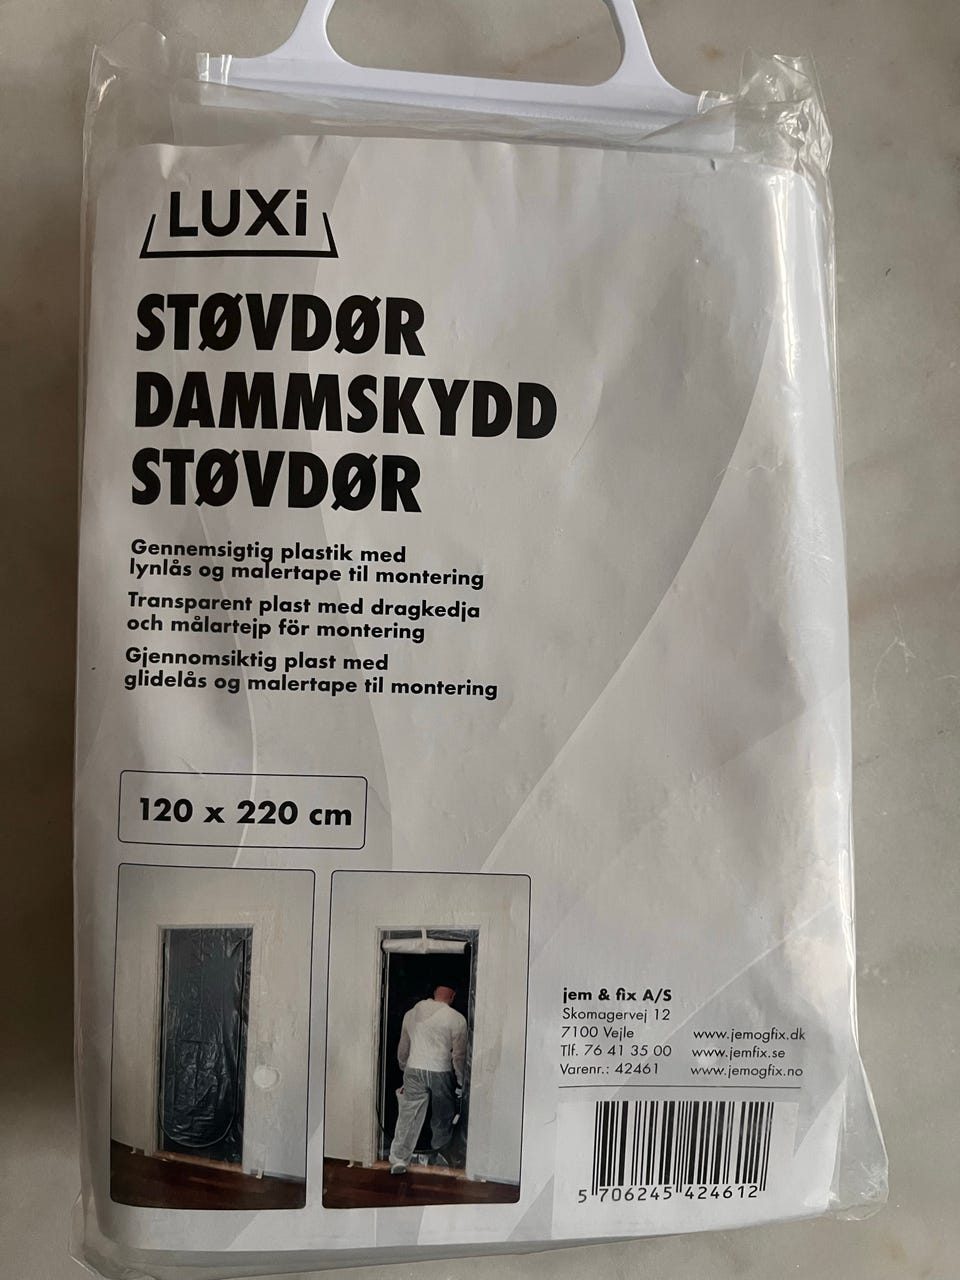 LUXi
STØVDØR
DAMMSKYDD
STØVDØR
Gennemsigtig plastik med
lynlås og malertape til montering
Transparent plast med dragkedja
och målartejp för montering
Gjennomsiktig plast med
glidelås og malertape til montering
120 x 220 cm
jem & fix A/S
Skomagervej 12
7100 Vejle www.jemogfix.dk
Tlf. 76 41 35 00 www.jemfix.se
Varenr.: 42461 www.jemogfix.no
5 706245 424612